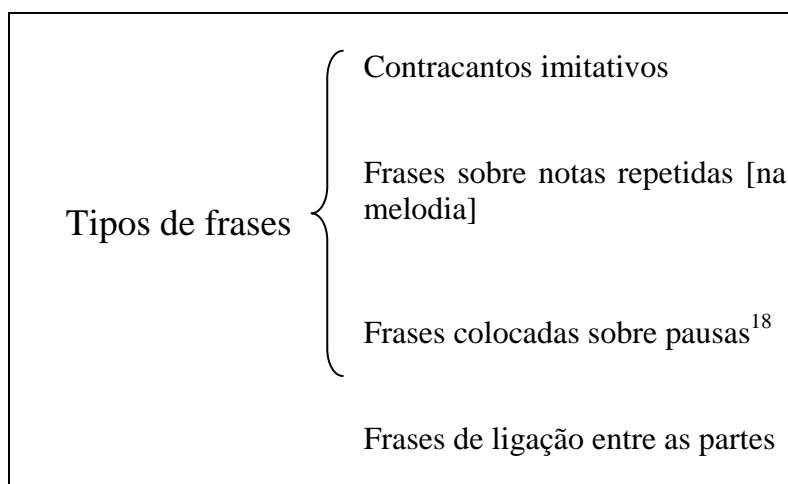 Contracantos imitativos
Frases sobre notas repetidas [na
melodia]
Tipos de frases
Frases colocadas sobre pausas18
Frases de ligação entre as partes